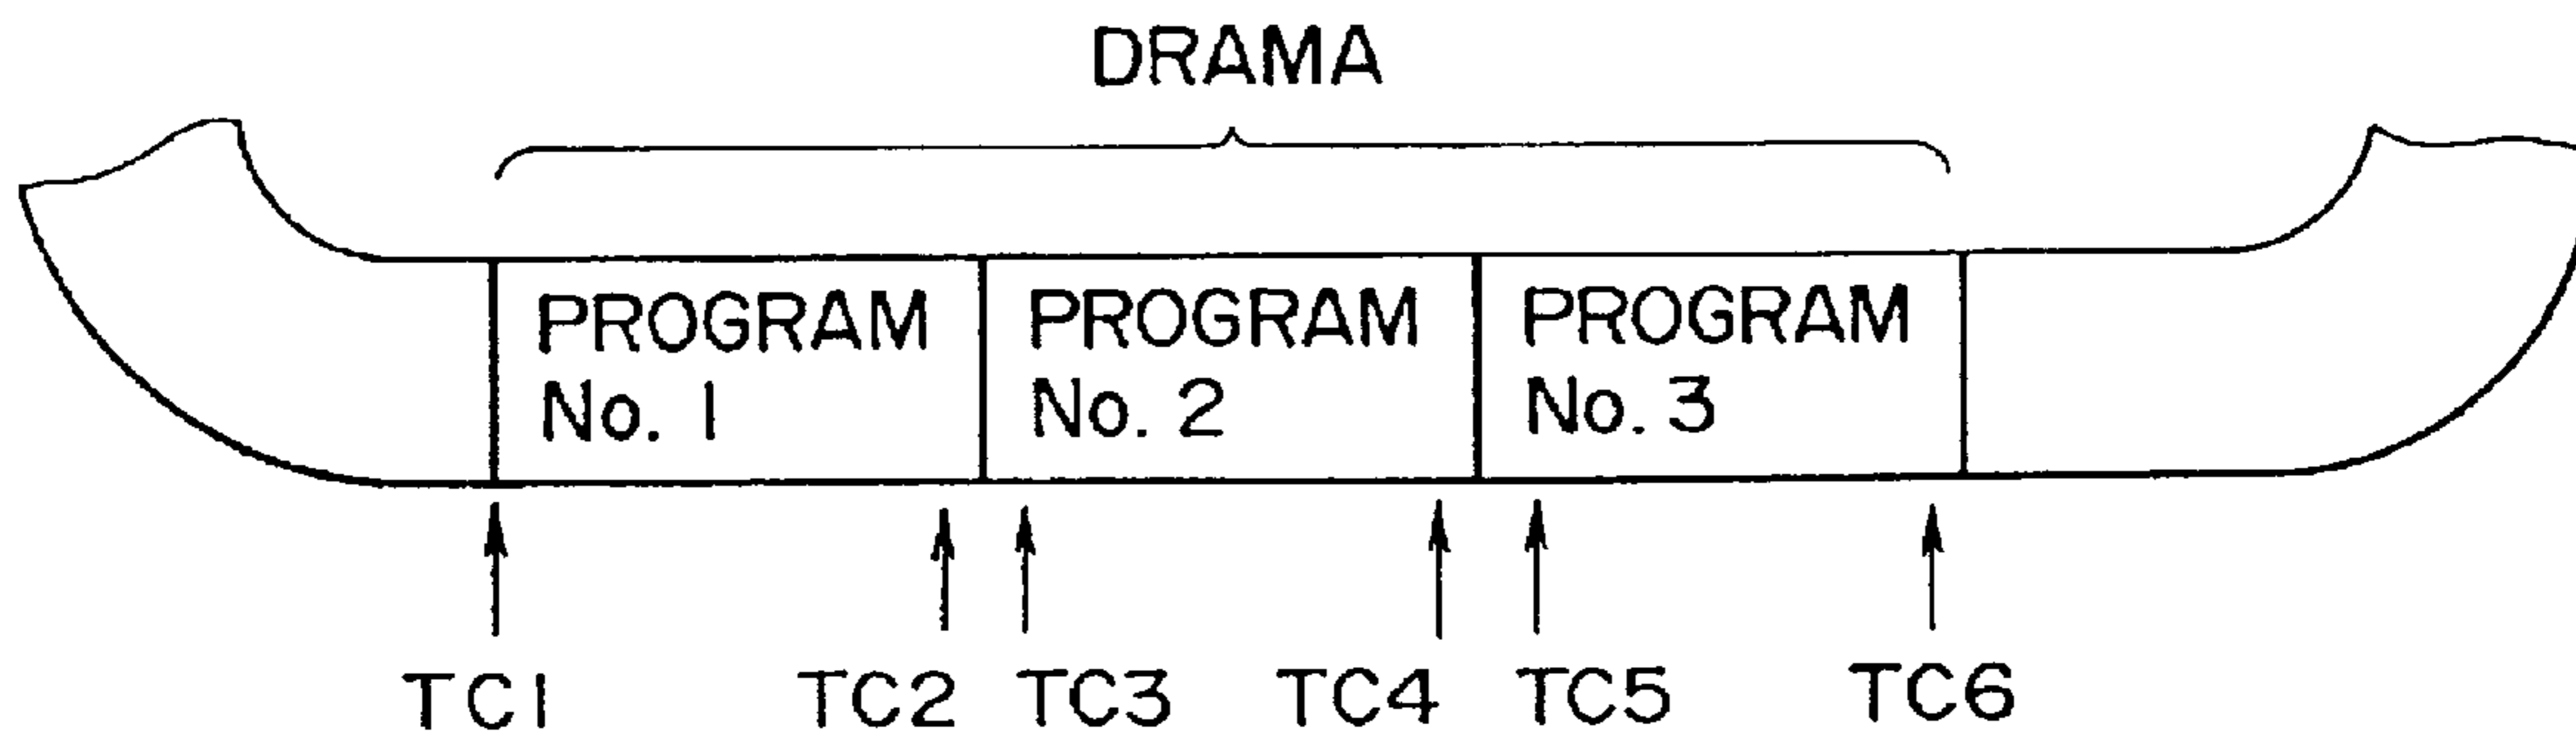 DRAMA
PROGRAM No. 1
PROGRAM No. 2
PROGRAM No. 3
TC1 TC2 TC3 TC4 TC5 TC6